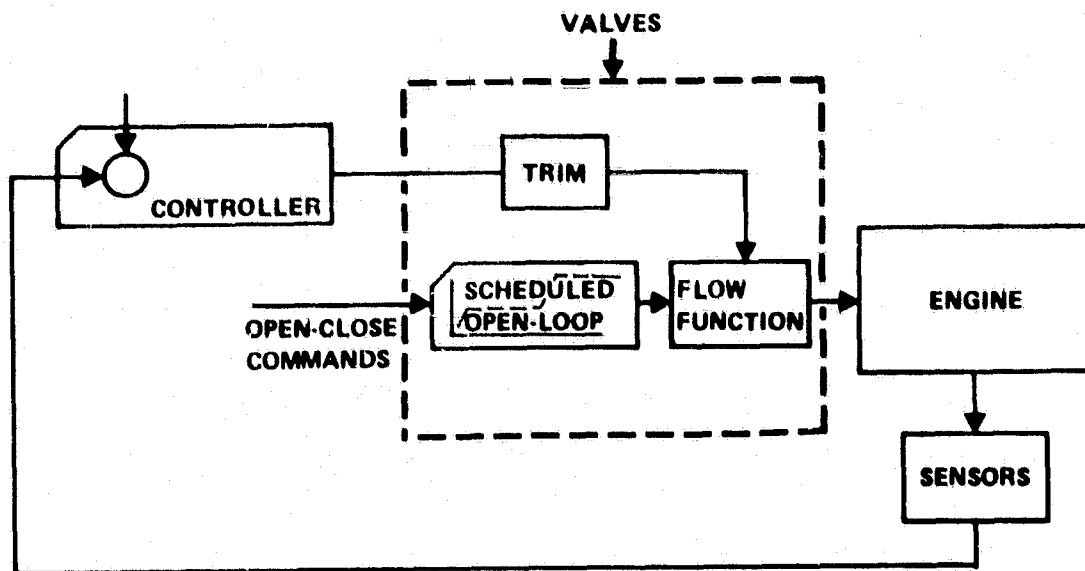 VALVES
CONTROLLER
TRIM
SCHEDULED
OPEN-LOOP
FLOW
FUNCTION
ENGINE
OPEN-CLOSE
COMMANDS
SENSORS